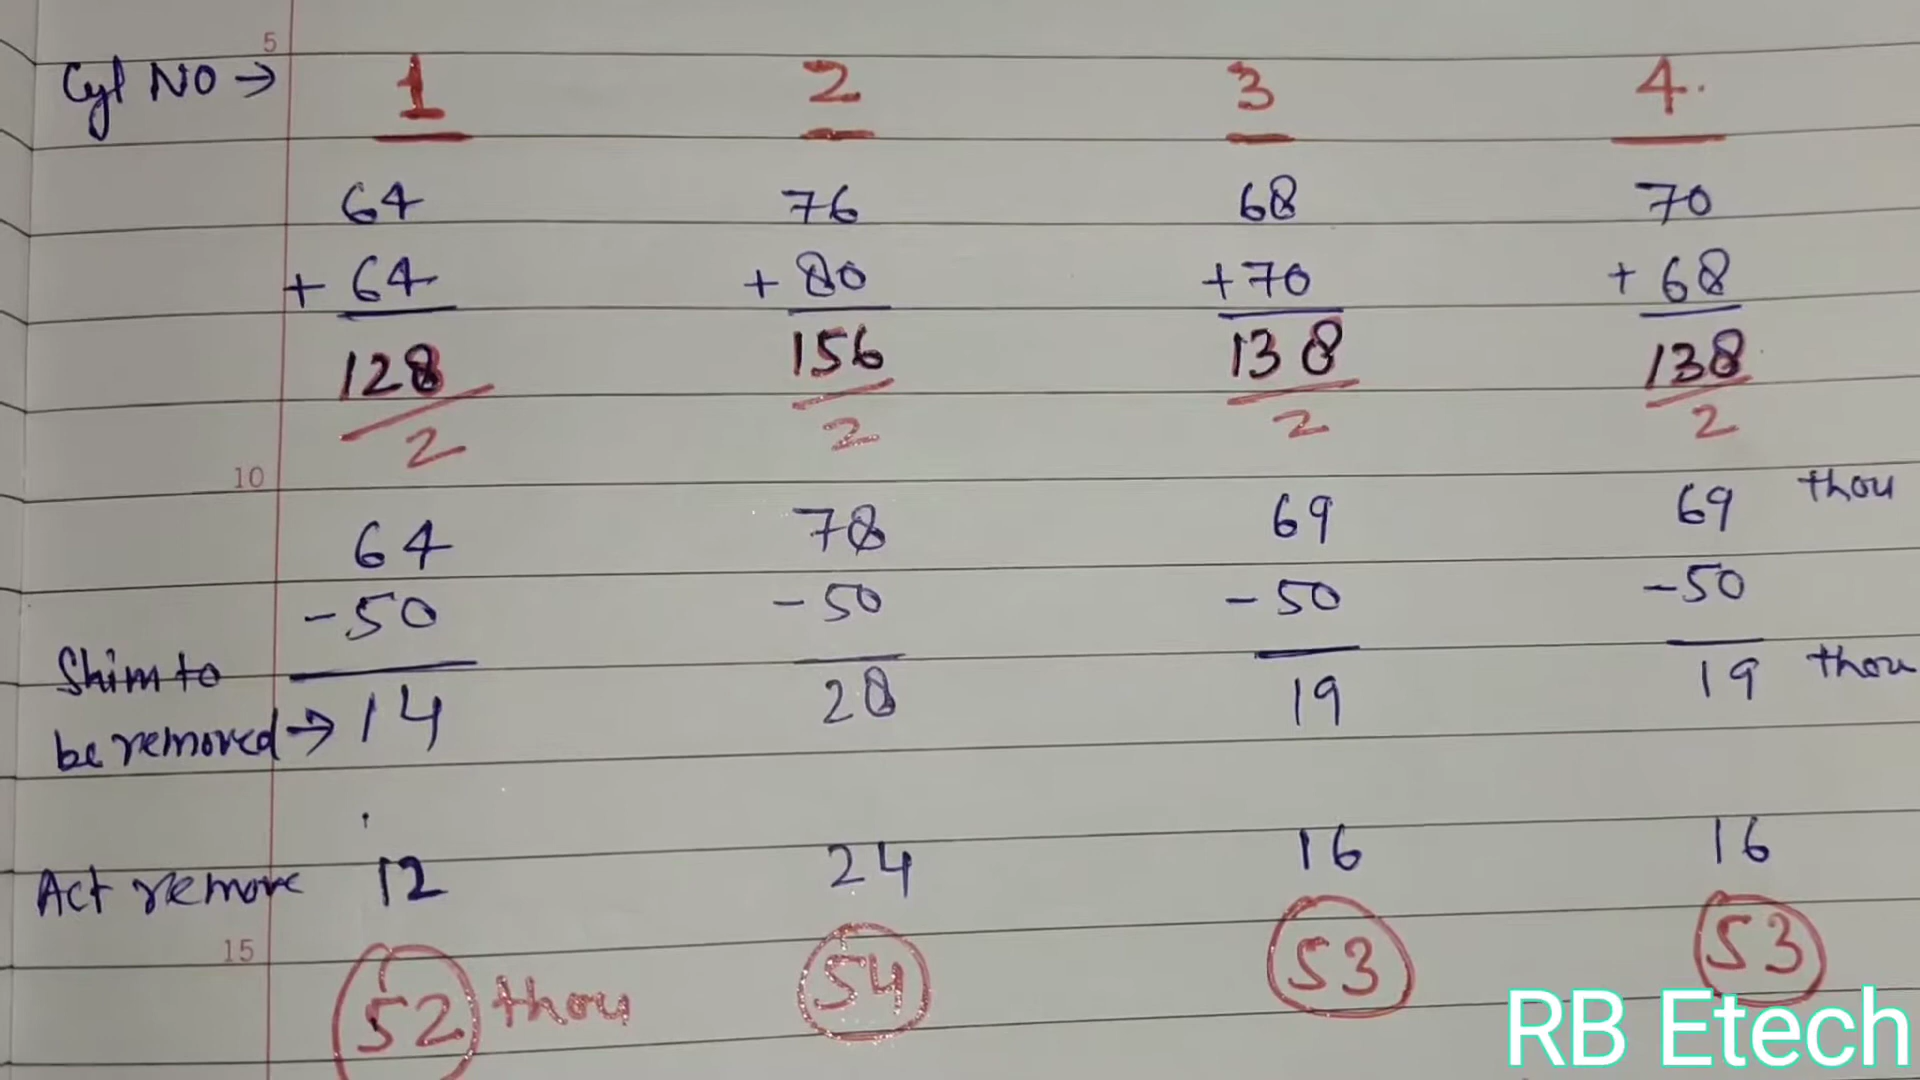 5
Cyl NO → 1 2 3 4.
64 76 68 70
+ 64 + 80 + 70 + 68
128 156 138 138
2 2 2 2
10
64 78 69 69 thou
- 50 - 50 - 50 - 50
Shim to
be removed → 14 28 19 19 thou
Act remove 12 24 16 16
15
52 thou 54 53 53
RB Etech